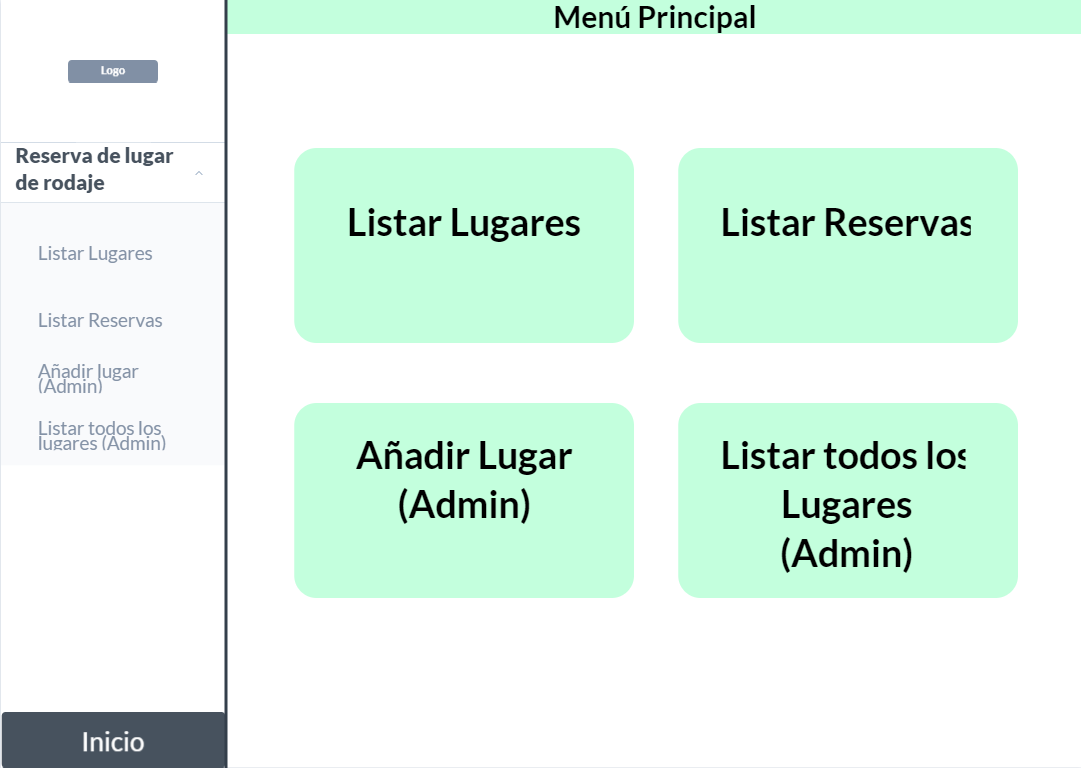 Menú Principal
Logo
Reserva de lugar
de rodaje
Listar Lugares
Listar Reservas
Añadir lugar
(Admin)
Listar todos los
lugares (Admin)
Inicio
Listar Lugares
Listar Reservas
Añadir Lugar
(Admin)
Listar todos los
Lugares
(Admin)